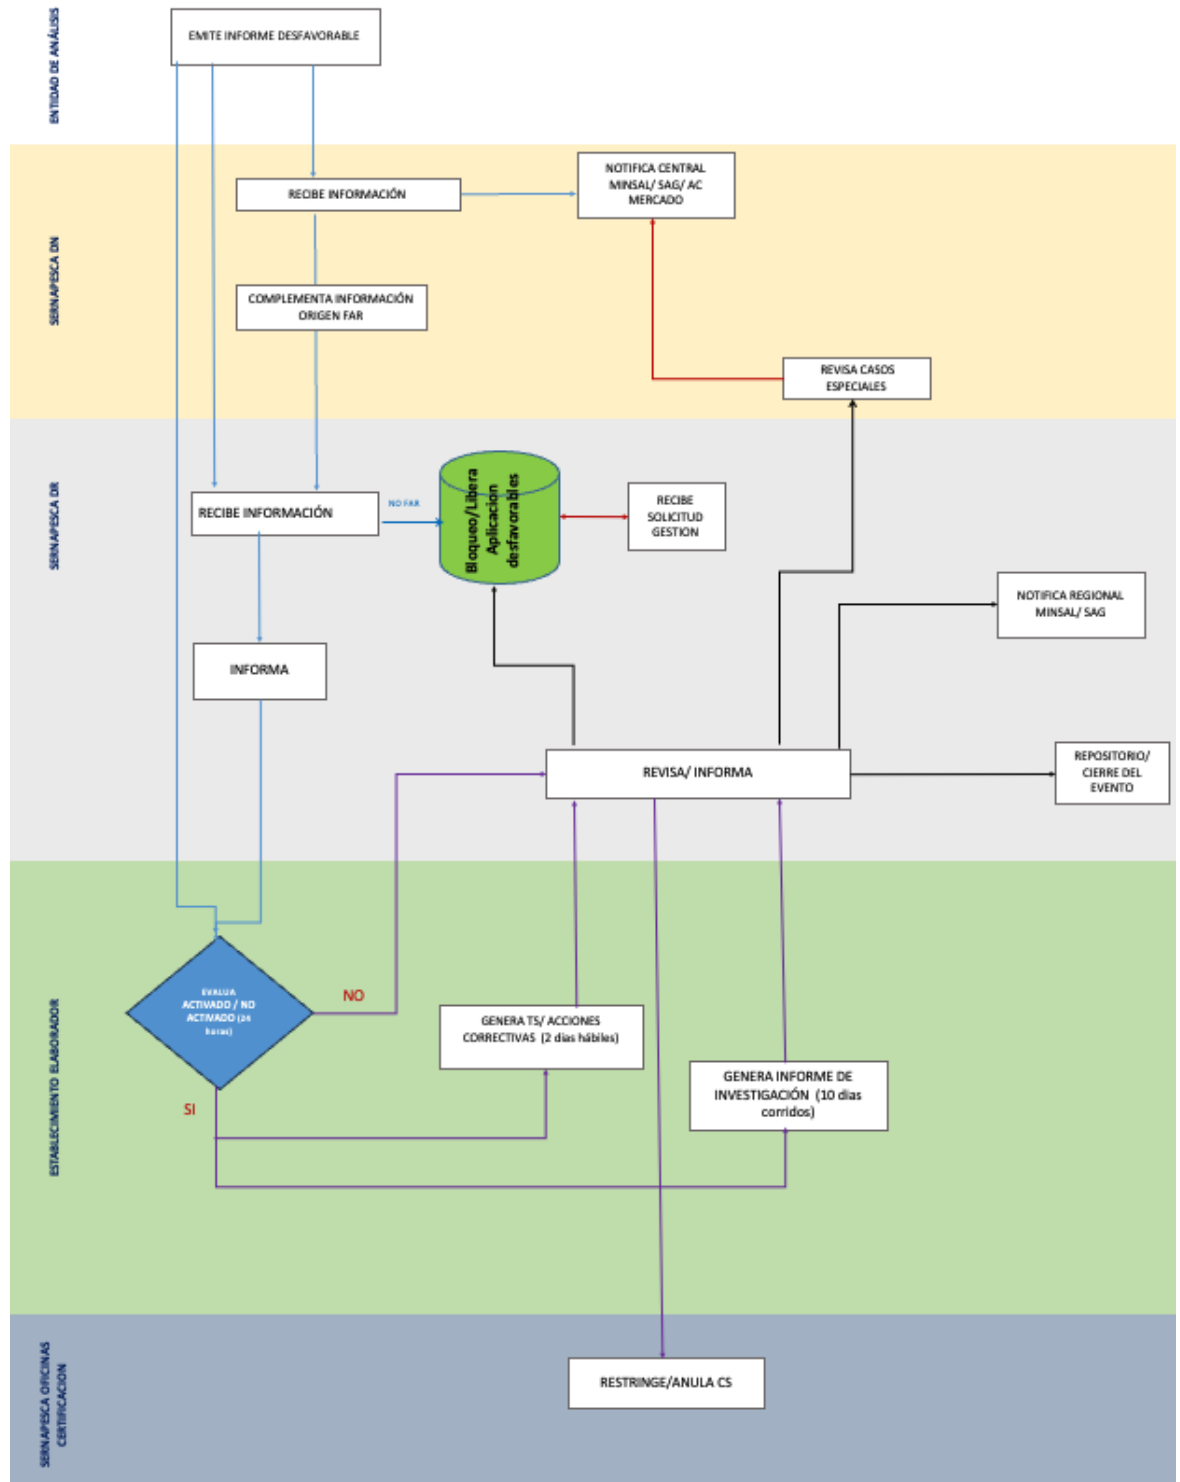 ENTIDAD DE ANÁLISIS
EMITE INFORME DESFAVORABLE
SERNAPESCA DN
RECIBE INFORMACIÓN
NOTIFICA CENTRAL
MINSAL/ SAG/ AC
MERCADO
COMPLEMENTA INFORMACIÓN
ORIGEN FAR
REVISA CASOS
ESPECIALES
SERNAPESCA DR
RECIBE INFORMACIÓN
NO FAR
Bloqueo/Libera
Aplicacion
desfavorables
RECIBE
SOLICITUD
GESTION
NOTIFICA REGIONAL
MINSAL/ SAG
INFORMA
REVISA/ INFORMA
REPOSITORIO/
CIERRE DEL
EVENTO
ESTABLECIMIENTO ELABORADOR
EVALUA
ACTIVADO / NO
ACTIVADO (24
horas)
NO
SI
GENERA TS/ ACCIONES
CORRECTIVAS (2 dias hábiles)
GENERA INFORME DE
INVESTIGACIÓN (10 dias
corridos)
SERNAPESCA OFICINAS
CERTIFICACION
RESTRINGE/ANULA CS